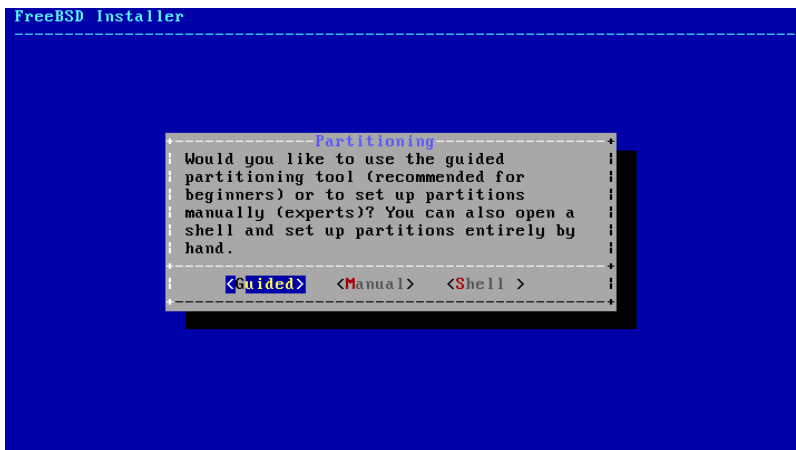 FreeBSD Installer
Partitioning
Would you like to use the guided
partitioning tool (recommended for
beginners) or to set up partitions
manually (experts)? You can also open a
shell and set up partitions entirely by
hand.
<Guided> <Manual> <Shell >